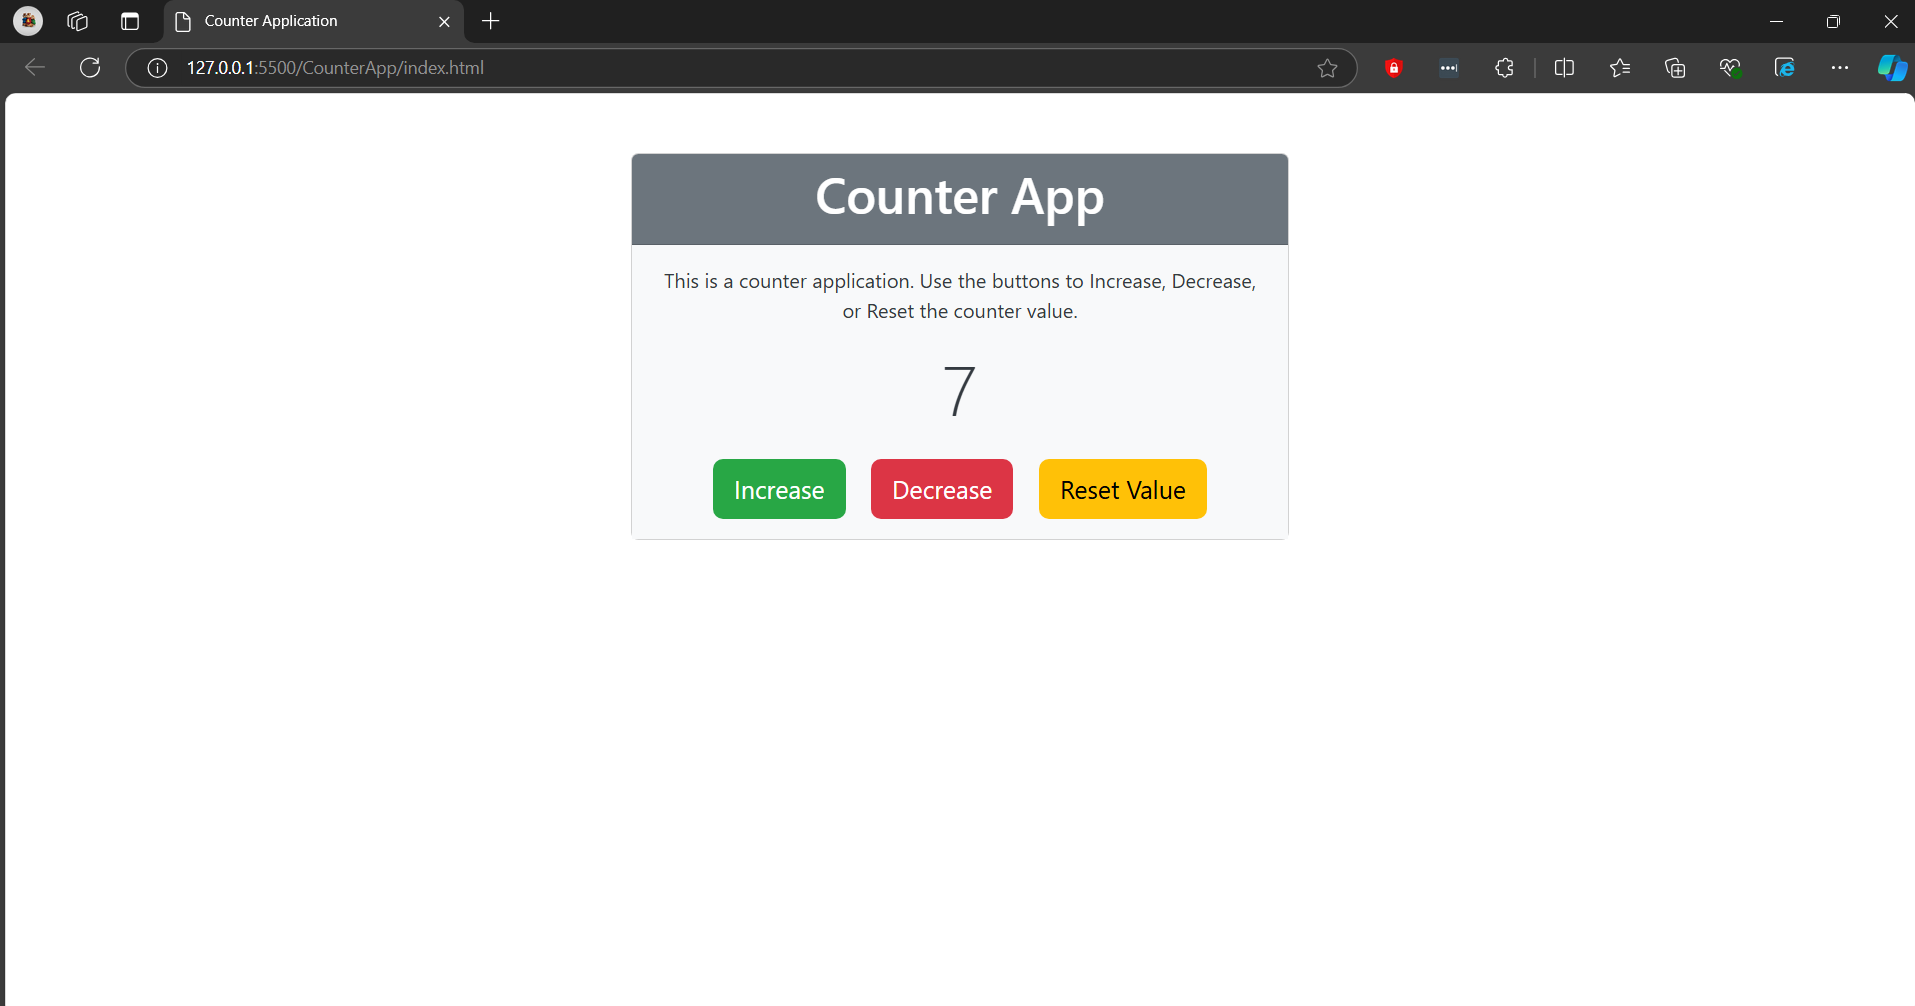 Counter Application
127.0.0.1:5500/CounterApp/index.html
Counter App
This is a counter application. Use the buttons to Increase, Decrease,
or Reset the counter value.
7
Increase Decrease Reset Value